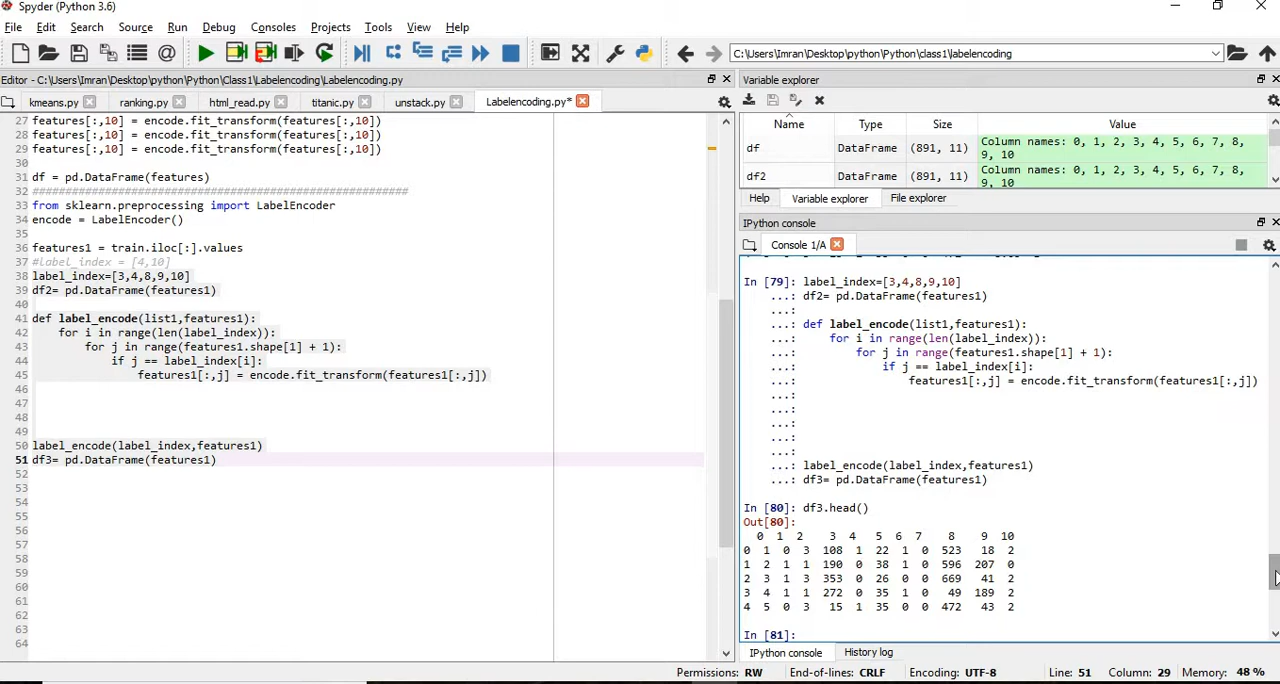 Spyder (Python 3.6)
File Edit Search Source Run Debug Consoles Projects Tools View Help
C:\Users\Imran\Desktop\python\Python\class1\labelencoding
Editor - C:\Users\Imran\Desktop\python\Python\Class1\Labelencoding\Labelencoding.py
kmeans.py ranking.py html_read.py titanic.py unstack.py Labelencoding.py*
27 features[:,10] = encode.fit_transform(features[:,10])
28 features[:,10] = encode.fit_transform(features[:,10])
29 features[:,10] = encode.fit_transform(features[:,10])
30
31 df = pd.DataFrame(features)
32 #########################################################
33 from sklearn.preprocessing import LabelEncoder
34 encode = LabelEncoder()
35
36 features1 = train.iloc[:].values
37 #label_index = [4,10]
38 label_index=[3,4,8,9,10]
39 df2= pd.DataFrame(features1)
40
41 def label_encode(list1,features1):
42 for i in range(len(label_index)):
43 for j in range(features1.shape[1] + 1):
44 if j == label_index[i]:
45 features1[:,j] = encode.fit_transform(features1[:,j])
46
47
48
49
50 label_encode(label_index,features1)
51 df3= pd.DataFrame(features1)
52
53
54
55
56
57
58
59
60
61
62
63
64
Variable explorer
Name Type Size Value
df DataFrame (891, 11) Column names: 0, 1, 2, 3, 4, 5, 6, 7, 8,
9, 10
df2 DataFrame (891, 11) Column names: 0, 1, 2, 3, 4, 5, 6, 7, 8,
9, 10
Help Variable explorer File explorer
IPython console
Console 1/A
In [79]: label_index=[3,4,8,9,10]
...: df2= pd.DataFrame(features1)
...:
...: def label_encode(list1,features1):
...: for i in range(len(label_index)):
...: for j in range(features1.shape[1] + 1):
...: if j == label_index[i]:
...: features1[:,j] = encode.fit_transform(features1[:,j])
...:
...:
...:
...:
...:
...: label_encode(label_index,features1)
...: df3= pd.DataFrame(features1)
In [80]: df3.head()
Out[80]:
0 1 2 3 4 5 6 7 8 9 10
0 1 0 3 108 1 22 1 0 523 18 2
1 2 1 1 190 0 38 1 0 596 207 0
2 3 1 3 353 0 26 0 0 669 41 2
3 4 1 1 272 0 35 1 0 49 189 2
4 5 0 3 15 1 35 0 0 472 43 2
In [81]:
IPython console History log
Permissions: RW End-of-lines: CRLF Encoding: UTF-8 Line: 51 Column: 29 Memory: 48 %